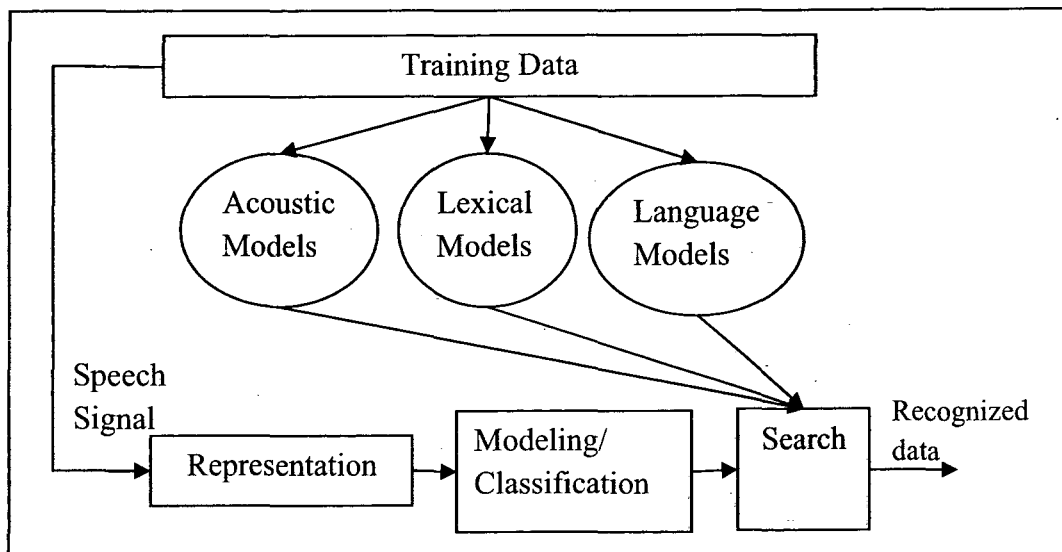 Training Data
Acoustic
Models
Lexical
Models
Language
Models
Speech
Signal
Representation
Modeling/
Classification
Search
Recognized
data